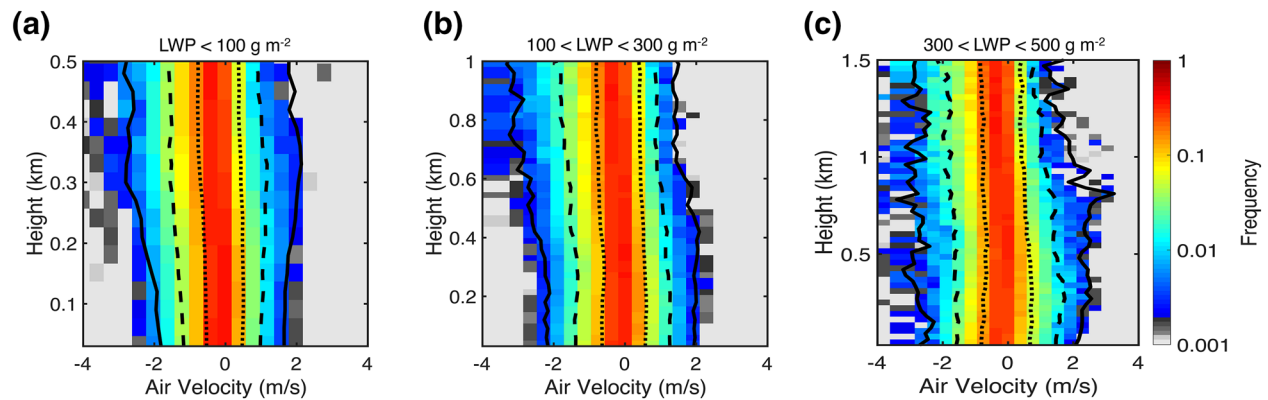 (a)
LWP < 100 g m-2
0.5
0.4
0.3
0.2
0.1
Height (km)
-4 -2 0 2 4
Air Velocity (m/s)
(b)
100 < LWP < 300 g m-2
1
0.8
0.6
0.4
0.2
Height (km)
-4 -2 0 2 4
Air Velocity (m/s)
(c)
300 < LWP < 500 g m-2
1.5
1
0.5
Height (km)
-4 -2 0 2 4
Air Velocity (m/s)
1
0.1
0.01
0.001
Frequency